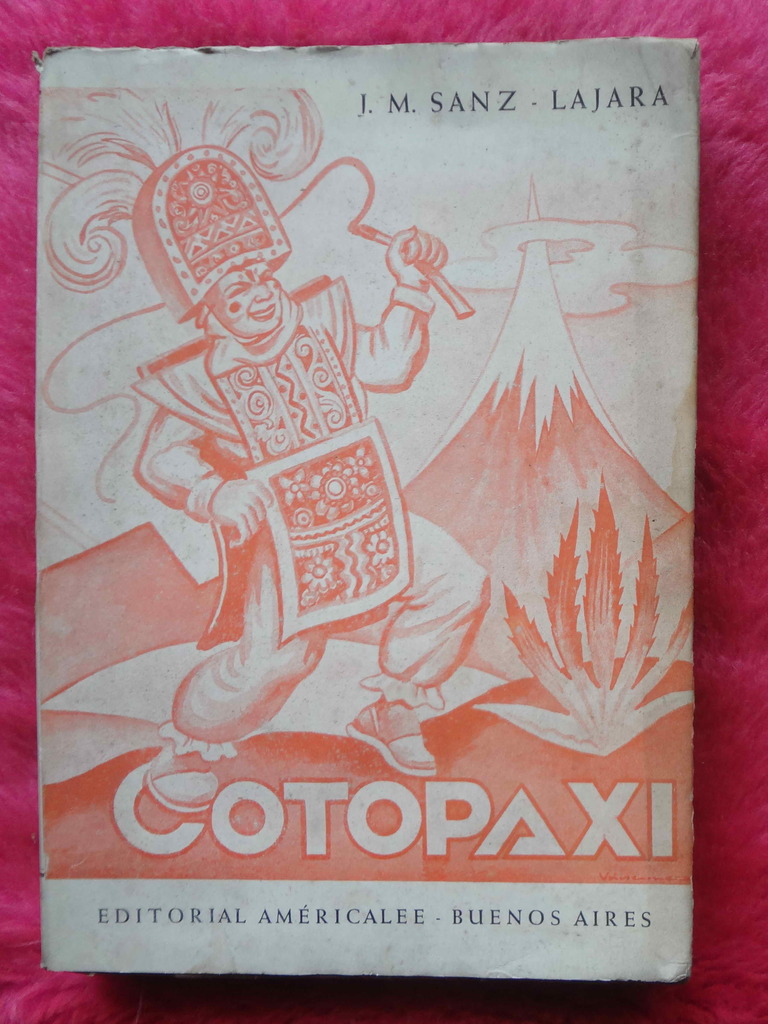 J. M. SANZ - LAJARA
COTOPAXI
EDITORIAL AMÉRICALEE - BUENOS AIRES